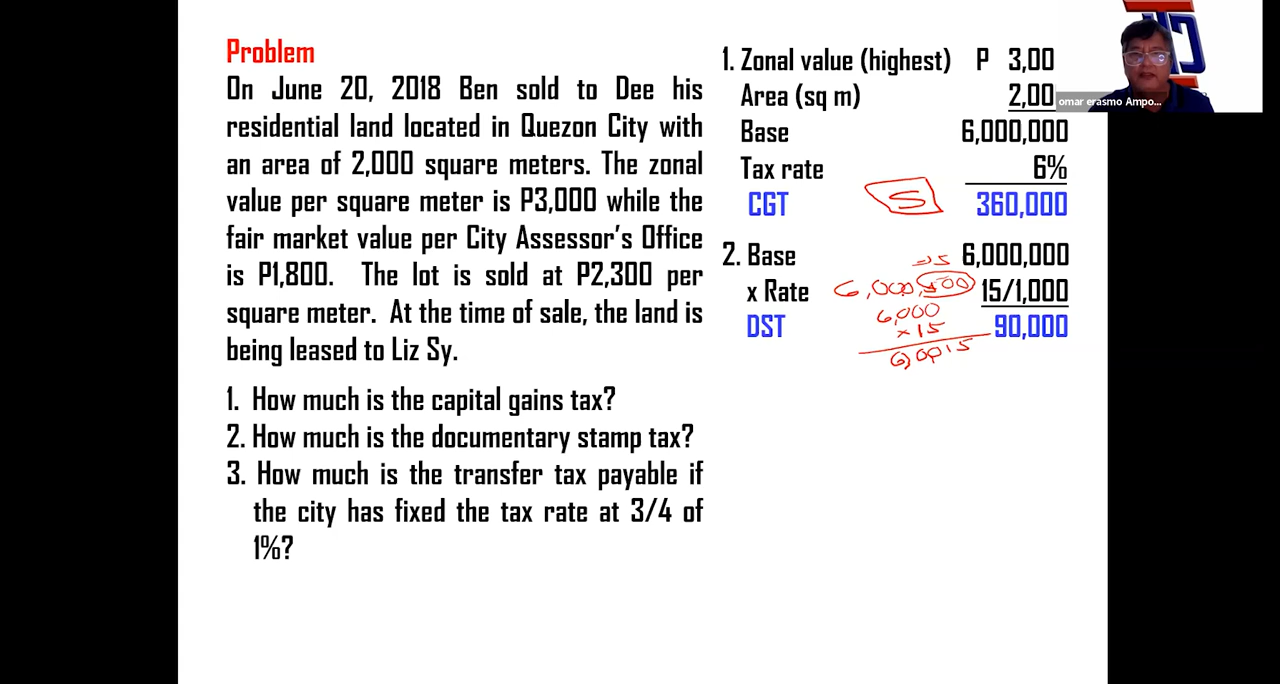 Problem
On June 20, 2018 Ben sold to Dee his
residential land located in Quezon City with
an area of 2,000 square meters. The zonal
value per square meter is P3,000 while the
fair market value per City Assessor's Office
is P1,800. The lot is sold at P2,300 per
square meter. At the time of sale, the land is
being leased to Liz Sy.
1. How much is the capital gains tax?
2. How much is the documentary stamp tax?
3. How much is the transfer tax payable if
the city has fixed the tax rate at 3/4 of
1%?
1. Zonal value (highest) P 3,00
Area (sq m) 2,00
Base 6,000,000
Tax rate 6%
CGT S 360,000
2. Base 6,000,000
x Rate 15/1,000
6,000
x 15
DST 90,000
omar erasmo Ampo...